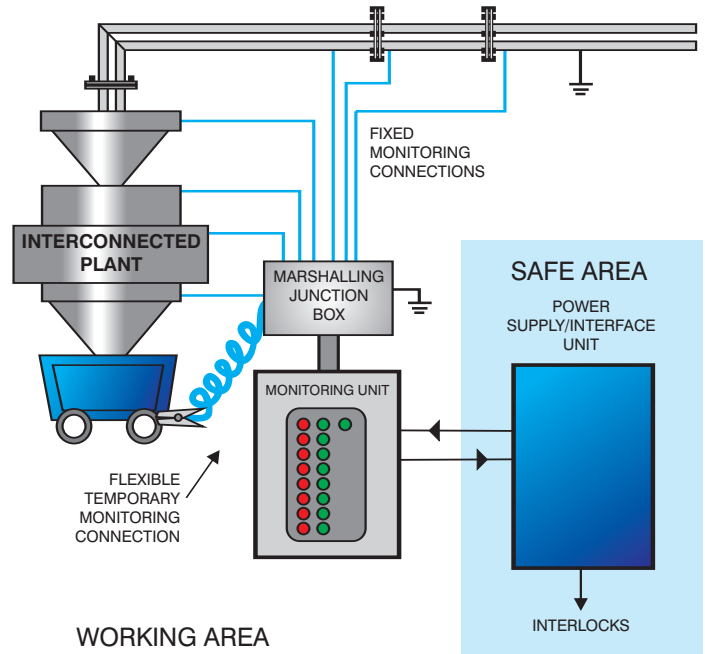 FIXED
MONITORING
CONNECTIONS
INTERCONNECTED
PLANT
MARSHALLING
JUNCTION
BOX
SAFE AREA
POWER
SUPPLY/INTERFACE
UNIT
MONITORING UNIT
FLEXIBLE
TEMPORARY
MONITORING
CONNECTION
INTERLOCKS
WORKING AREA